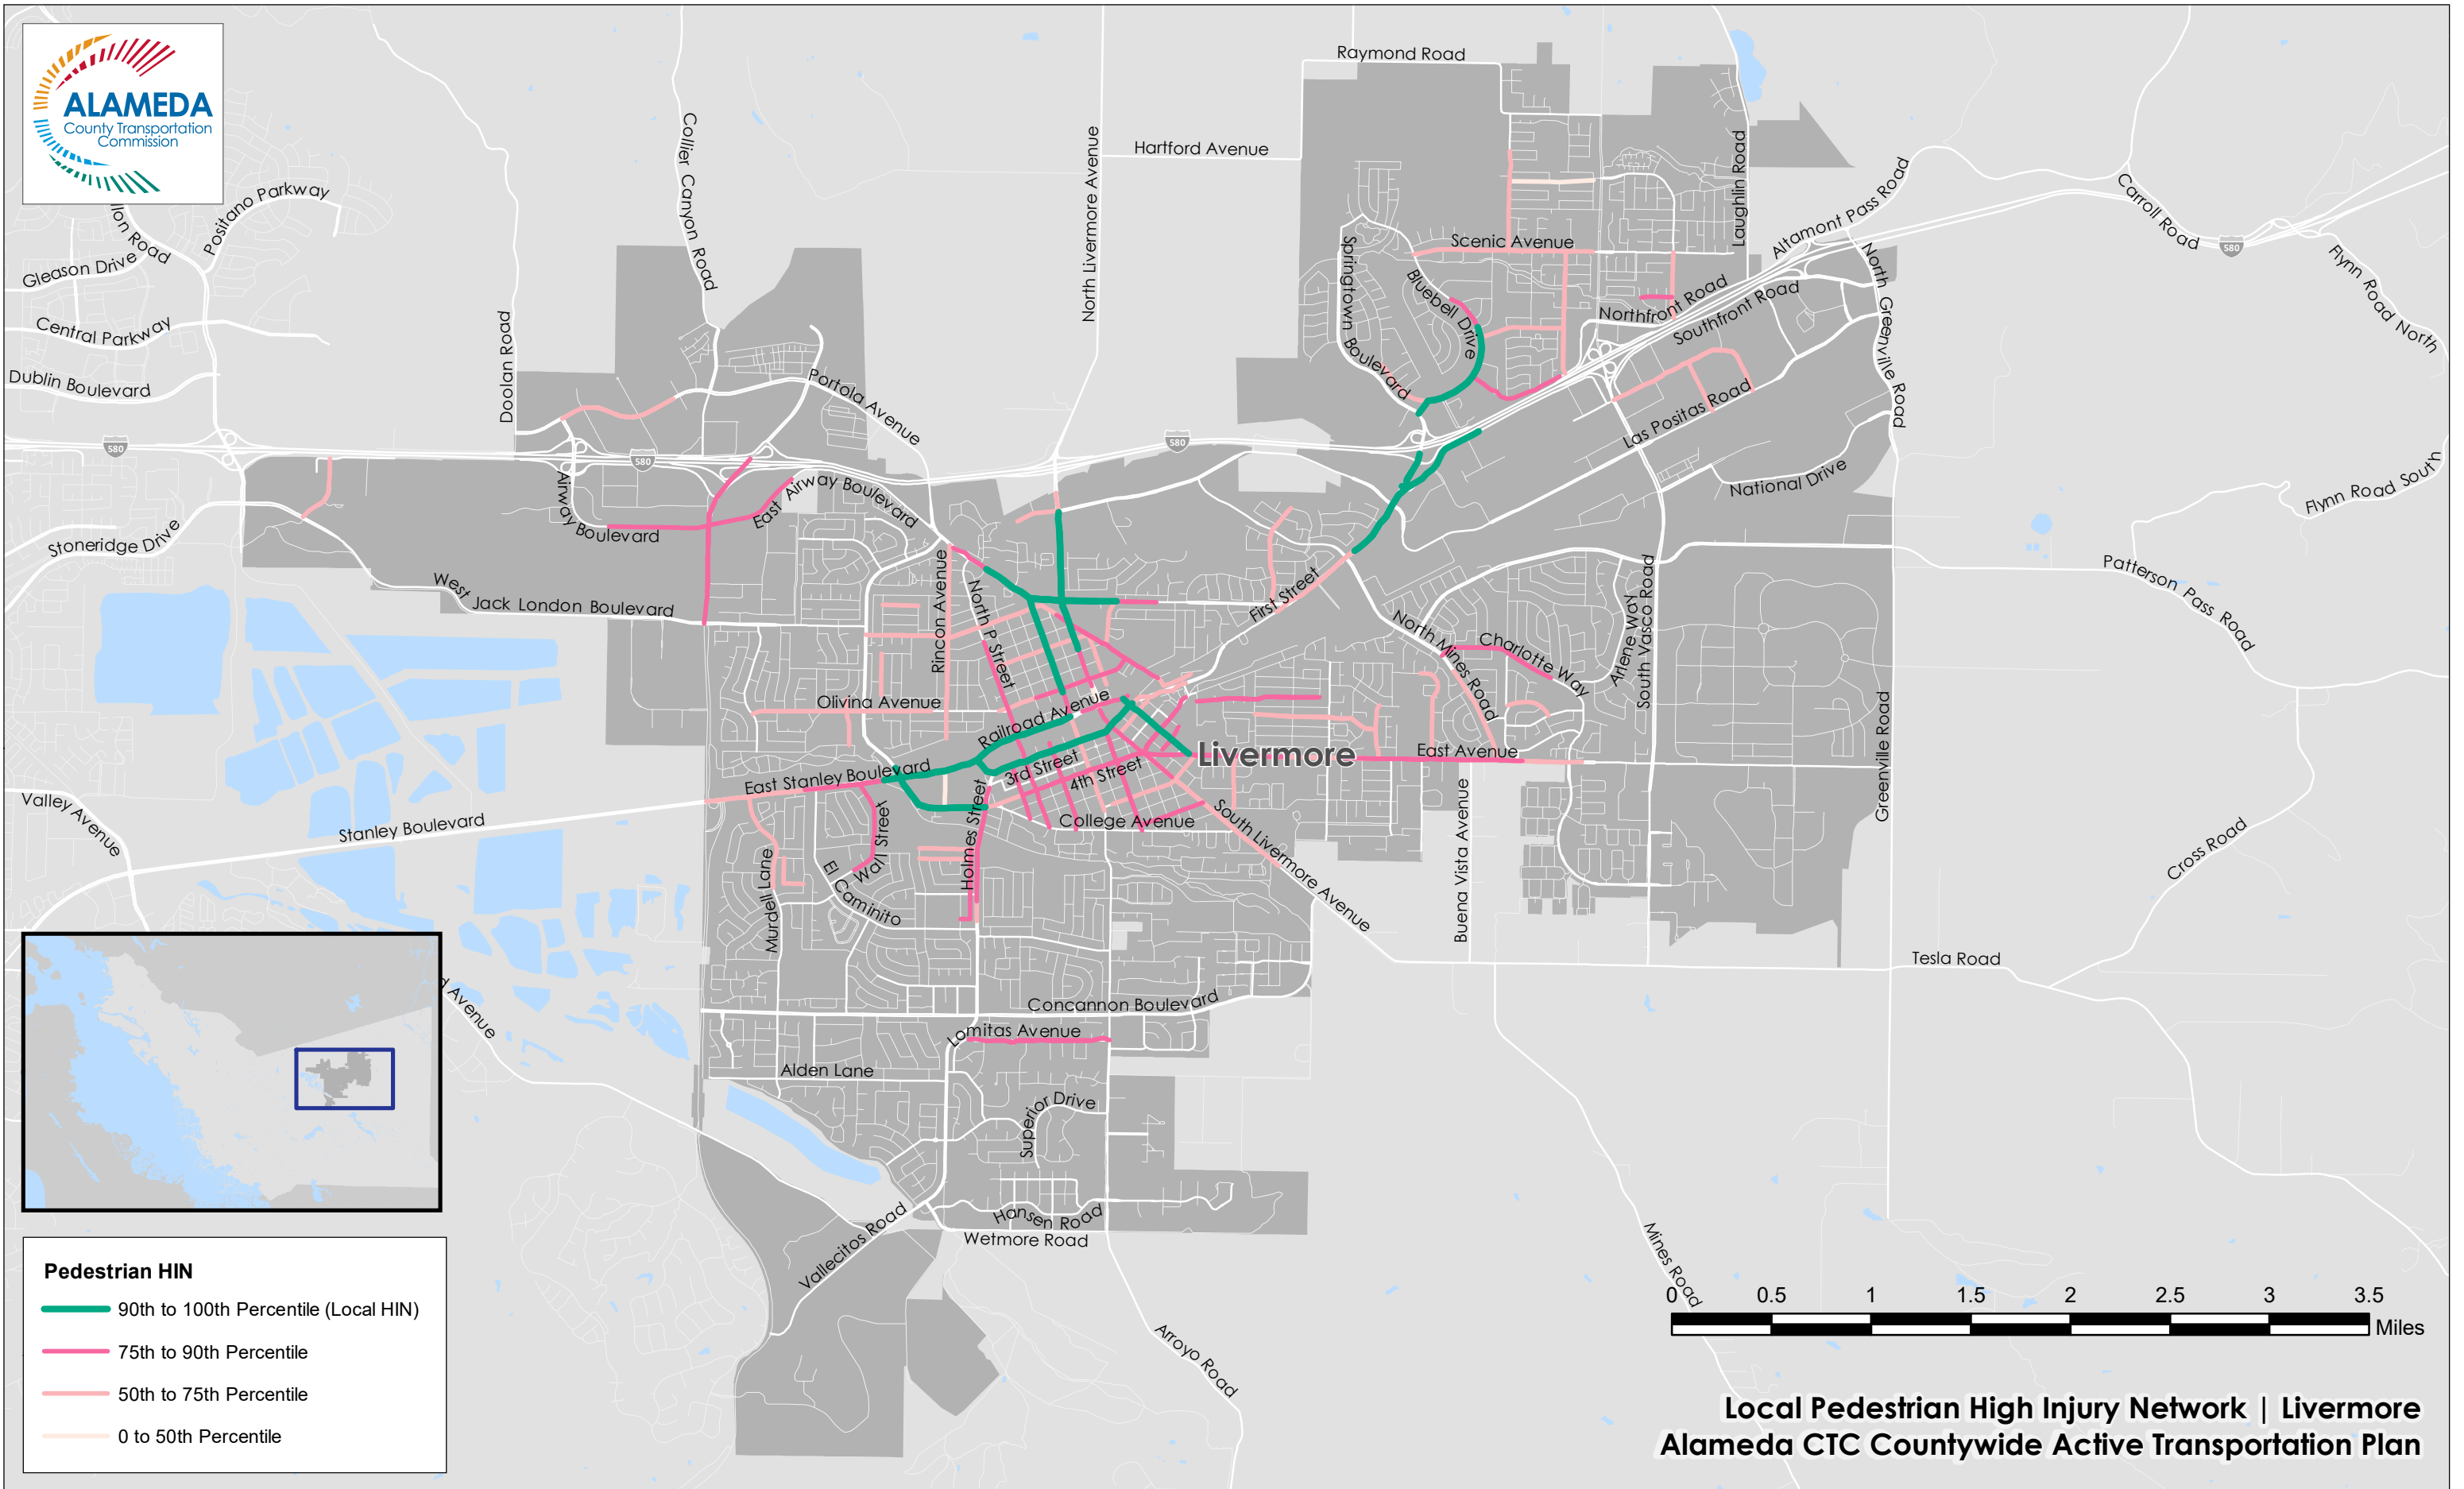 ALAMEDA
County Transportation
Commission
Raymond Road
Hartford Avenue
North Livermore Avenue
Collier Canyon Road
Laughlin Road
Altamont Pass Road
Carroll Road
580
Flynn Road North
Positano Parkway
Gleason Drive
Central Parkway
Dublin Boulevard
Doolan Road
Scenic Avenue
Springtown Boulevard
Bluebell Drive
Northfront Road
Southfront Road
North Greenville Road
Portola Avenue
580
580
580
Las Positas Road
National Drive
Flynn Road South
Airway Boulevard
East Airway Boulevard
Stoneridge Drive
West Jack London Boulevard
Rincon Avenue
North P Street
First Street
North Mines Road
Charlotte Way
Arlene Way
South Vasco Road
Patterson Pass Road
Olivina Avenue
Railroad Avenue
Livermore
East Avenue
East Stanley Boulevard
3rd Street
4th Street
Greenville Road
Valley Avenue
Stanley Boulevard
Wall Street
Holmes Street
College Avenue
South Livermore Avenue
Buena Vista Avenue
Cross Road
Murdell Lane
El Caminito
Tesla Road
d Avenue
Concannon Boulevard
Lomitas Avenue
Alden Lane
Superior Drive
Hansen Road
Wetmore Road
Vallecitos Road
Mines Road
Arroyo Road
Pedestrian HIN
90th to 100th Percentile (Local HIN)
75th to 90th Percentile
50th to 75th Percentile
0 to 50th Percentile
0 0.5 1 1.5 2 2.5 3 3.5
Miles
Local Pedestrian High Injury Network | Livermore
Alameda CTC Countywide Active Transportation Plan